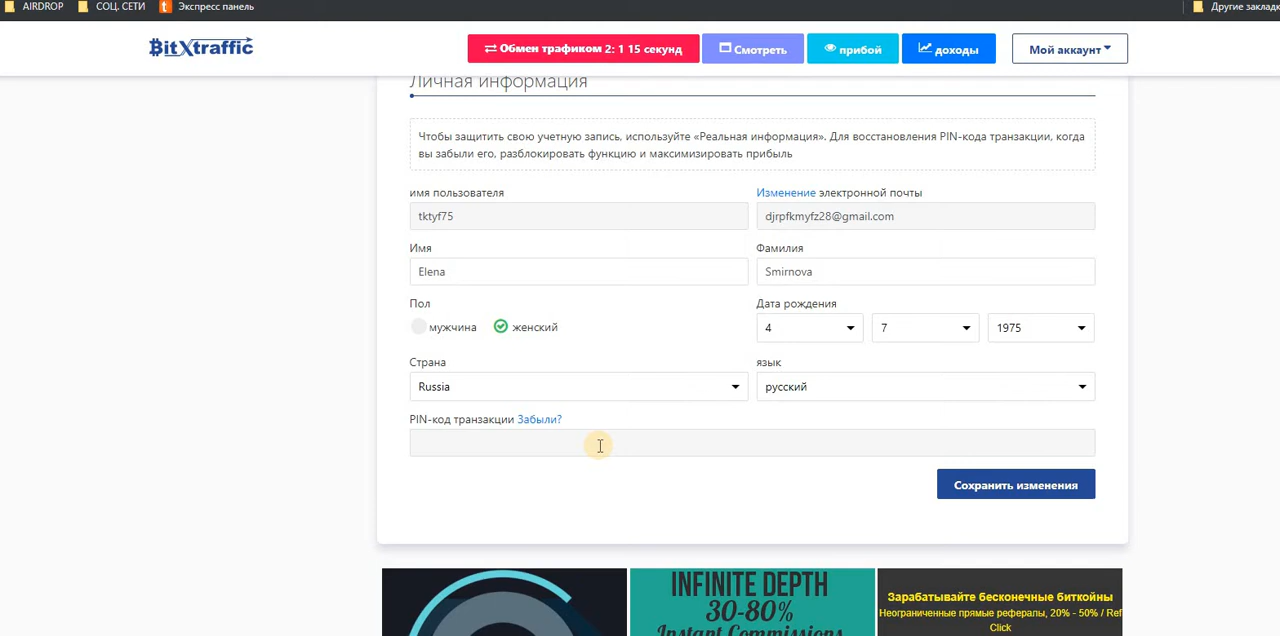 AIRDROP СОЦ. СЕТИ t Экспресс панель Другие закладк
BitXtraffic Обмен трафиком 2: 1 15 секунд Смотреть прибой доходы Мой аккаунт
Личная информация
Чтобы защитить свою учетную запись, используйте «Реальная информация». Для восстановления PIN-кода транзакции, когда
вы забыли его, разблокировать функцию и максимизировать прибыль
имя пользователя Изменение электронной почты
tktyf75 djrpfkmyfz28@gmail.com
Имя Фамилия
Elena Smirnova
Пол Дата рождения
мужчина женский 4 7 1975
Страна язык
Russia русский
PIN-код транзакции Забыли?
Сохранить изменения
INFINITE DEPTH
30-80%
Instant Commissions
Зарабатывайте бесконечные биткойны
Неограниченные прямые рефералы, 20% - 50% / Ref
Click